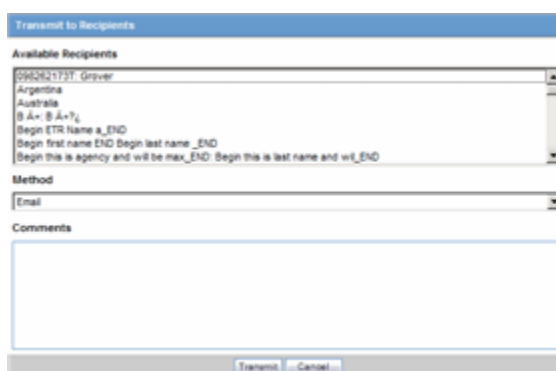 Transmit to Recipients
Available Recipients
098262173T: Grover
Argentina
Australia
B Ä+: B Ä+?¿
Begin ETR Name a_END
Begin first name END Begin last name _END
Begin this is agency and will be max_END: Begin this is last name and wil_END
Method
Email
Comments
Transmit Cancel